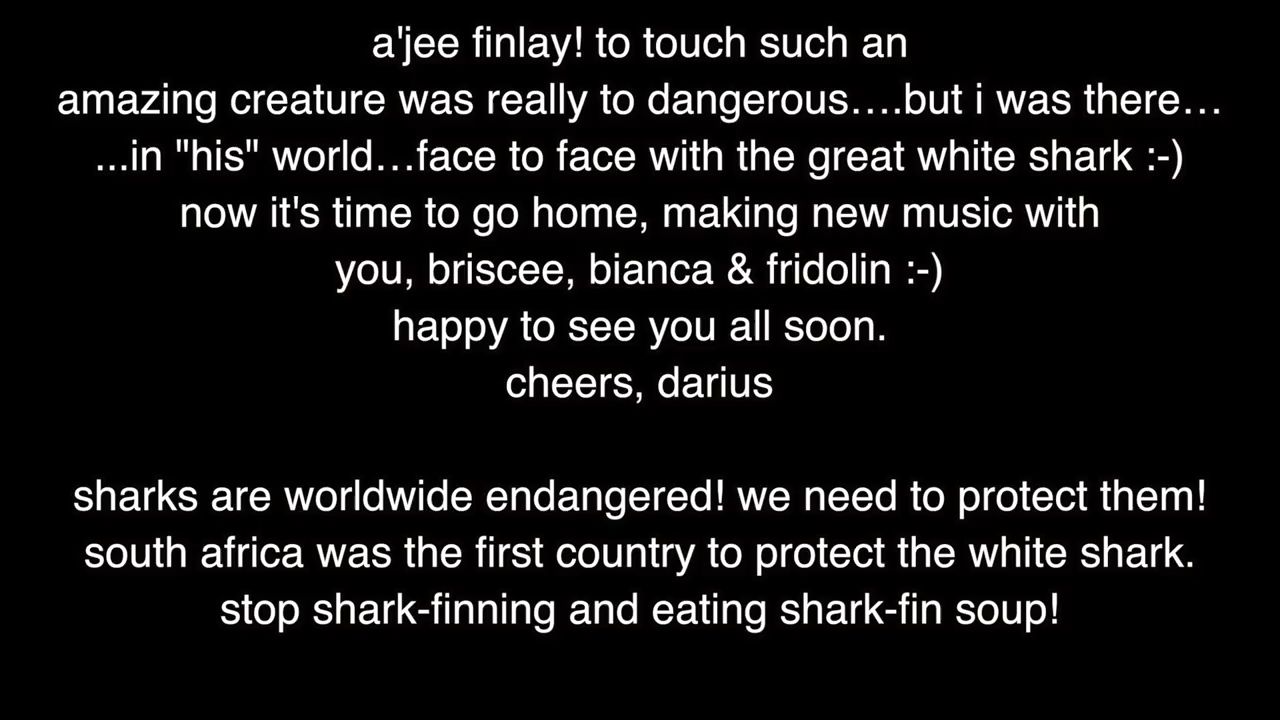 a'jee finlay! to touch such an
amazing creature was really to dangerous….but i was there…
...in "his" world…face to face with the great white shark :-)
now it's time to go home, making new music with
you, briscee, bianca & fridolin :-)
happy to see you all soon.
cheers, darius
sharks are worldwide endangered! we need to protect them!
south africa was the first country to protect the white shark.
stop shark-finning and eating shark-fin soup!